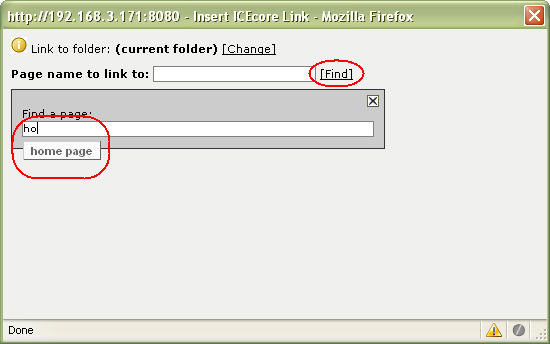 http://192.168.3.171:8080 - Insert ICEcore Link - Mozilla Firefox
Link to folder: (current folder) [Change]
Page name to link to: [Find]
Find a page:
ho
home page
Done